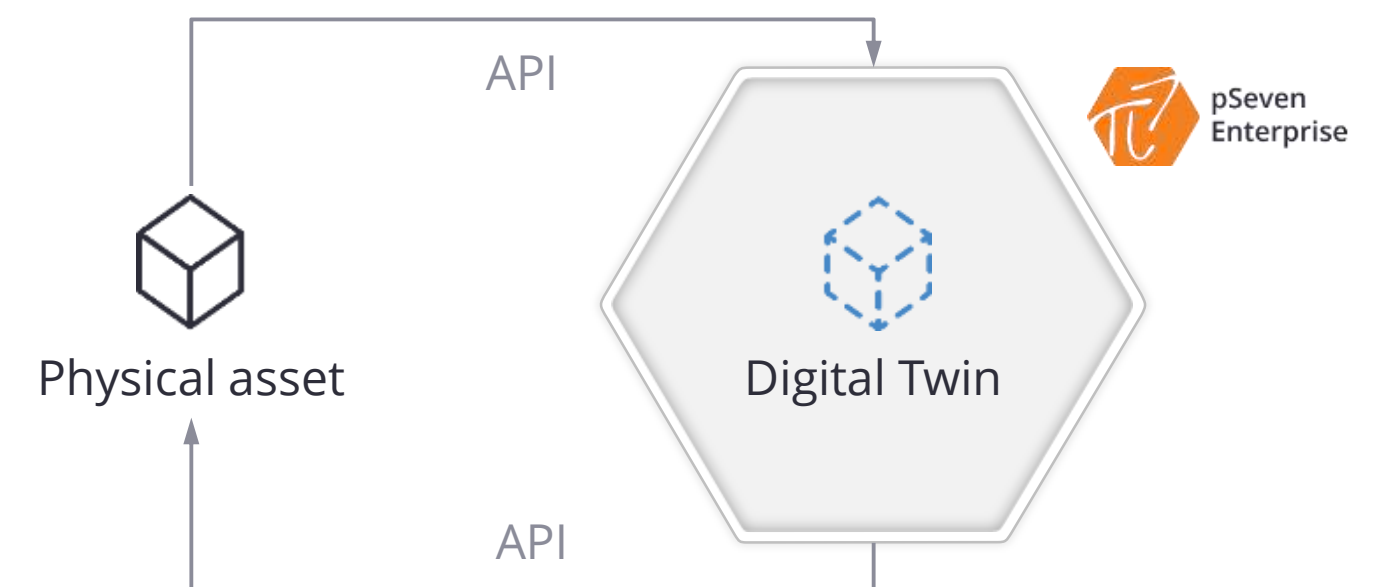 API
pSeven
Enterprise
Physical asset
Digital Twin
API